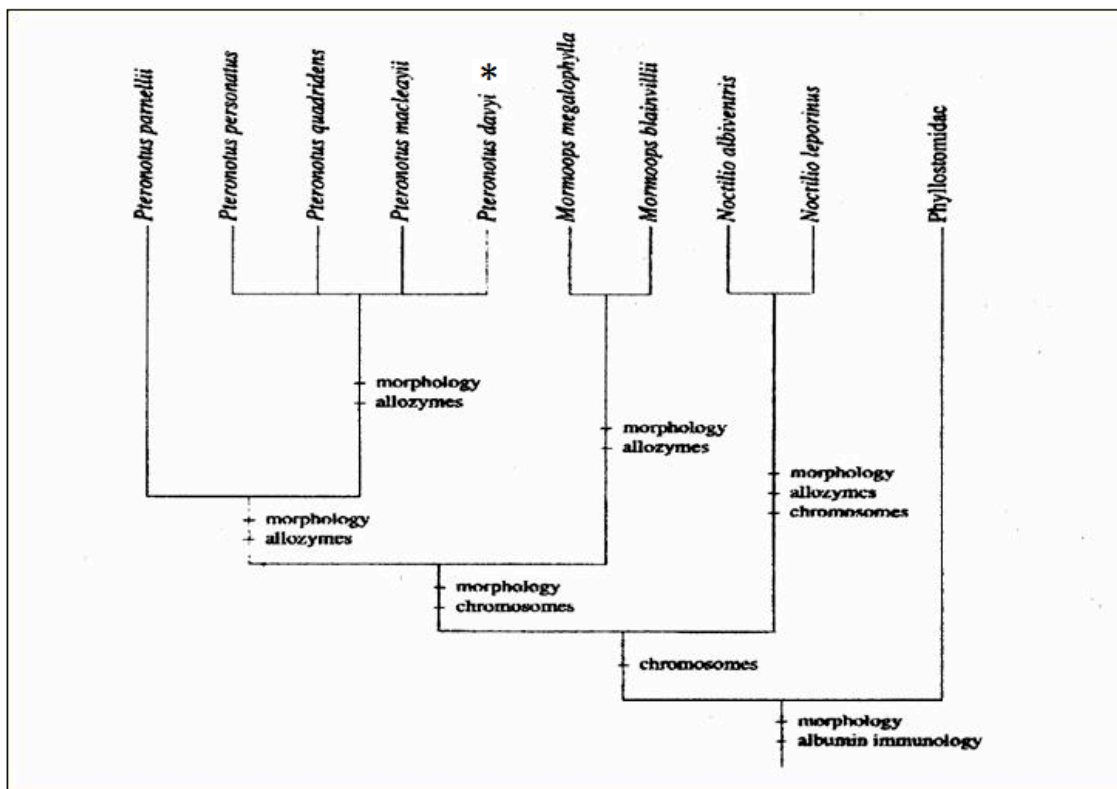 Pteronotus parnellii
Pteronotus personatus
Pteronotus quadridens
Pteronotus macleayii
Pteronotus davyi *
Mormoops megalophylla
Mormoops blainvillii
Noctilio albiventris
Noctilio leporinus
Phyllostomidae
morphology
allozymes
morphology
allozymes
morphology
allozymes
chromosomes
morphology
allozymes
morphology
chromosomes
chromosomes
morphology
albumin immunology